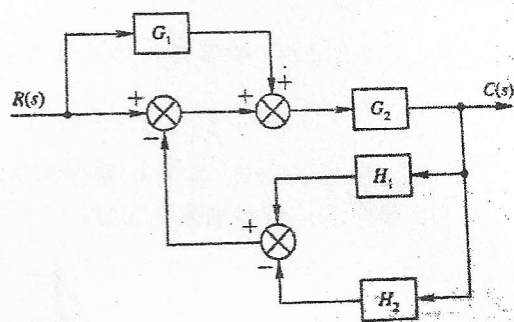 G₁
+
R(s)
+
+
C(s)
−
G₂
H₁
+
−
H₂